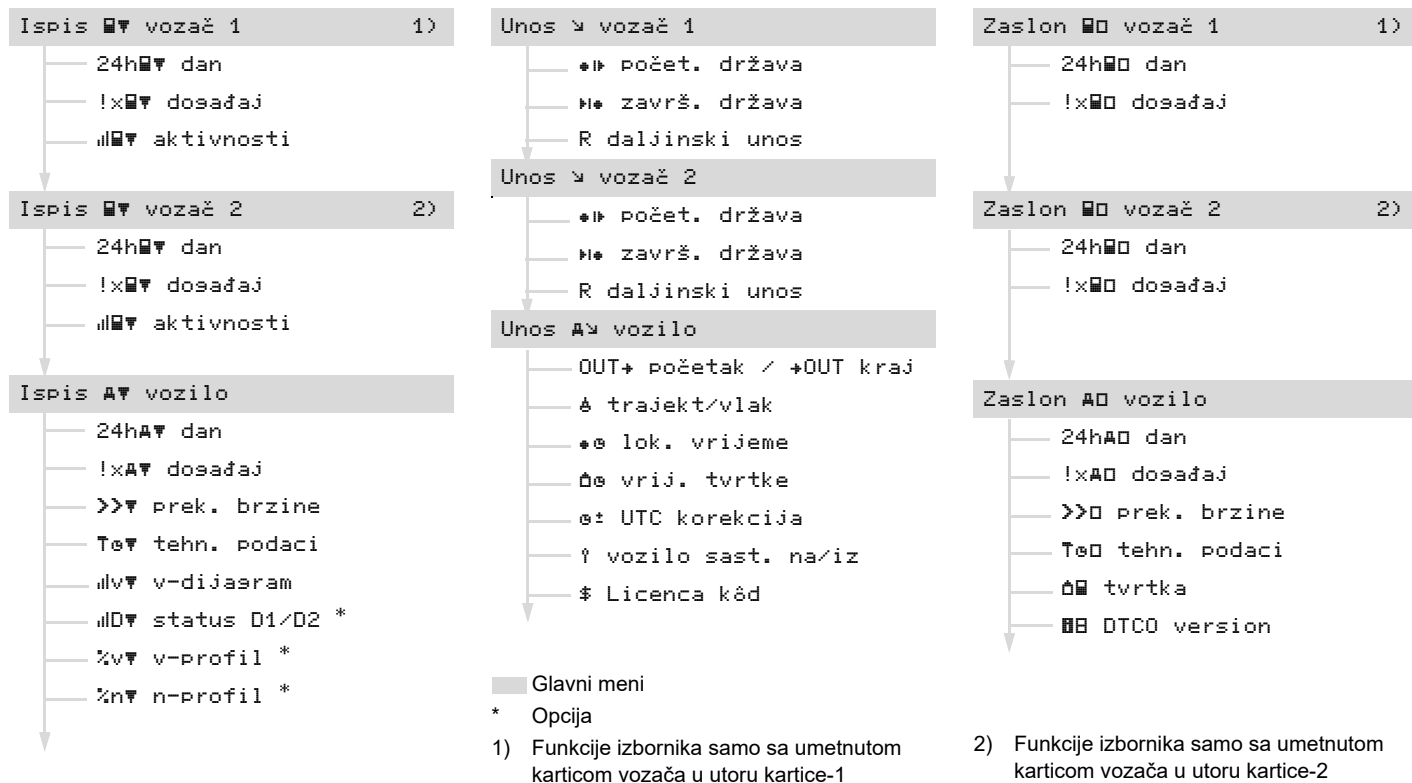 Ispis vozač 1 1)
24h dan
!x događaj
aktivnosti
Ispis vozač 2 2)
24h dan
!x događaj
aktivnosti
Ispis vozilo
24h dan
!x događaj
>> prek. brzine
T tehn. podaci
v v-dijagram
D status D1/D2 *
%v v-profil *
%n n-profil *
Unos vozač 1
počet. država
završ. država
R daljinski unos
Unos vozač 2
počet. država
završ. država
R daljinski unos
Unos vozilo
OUT→ početak / →OUT kraj
trajekt/vlak
lok. vrijeme
vrij. tvrtke
UTC korekcija
vozilo sast. na/iz
$ Licenca kôd
Glavni meni
* Opcija
1) Funkcije izbornika samo sa umetnutom
karticom vozača u utoru kartice-1
Zaslon vozač 1 1)
24h dan
!x događaj
Zaslon vozač 2 2)
24h dan
!x događaj
Zaslon vozilo
24h dan
!x događaj
>> prek. brzine
T tehn. podaci
tvrtka
DTCO version
2) Funkcije izbornika samo sa umetnutom
karticom vozača u utoru kartice-2